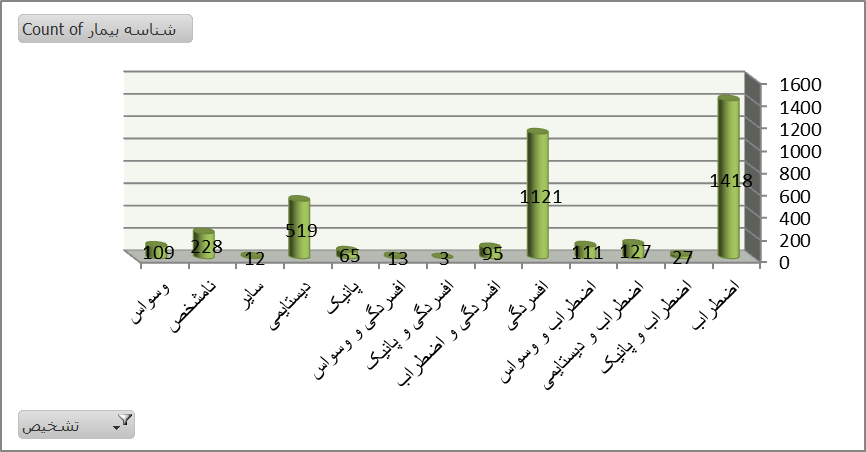 Count of شناسه بیمار
1600
1400
1200
1000
800
600
400
200
0
1418
27
127
111
1121
95
3
13
65
519
12
228
109
اضطراب
اضطراب و پانیک
اضطراب و دیستایمی
اضطراب و وسواس
افسردگی
افسردگی و اضطراب
افسردگی و پانیک
افسردگی و وسواس
پانیک
دیستایمی
سایر
نامشخص
وسواس
تشخیص